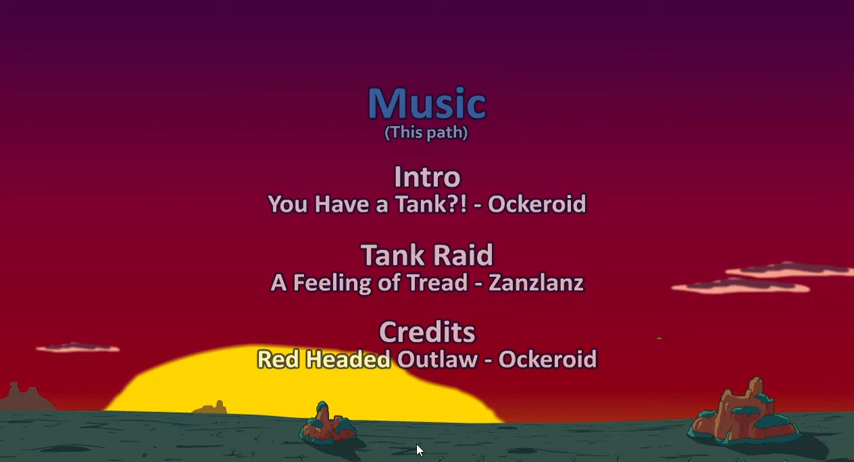 Music
(This path)
Intro
You Have a Tank?! - Ockeroid
Tank Raid
A Feeling of Tread - Zanzlanz
Credits
Red Headed Outlaw - Ockeroid